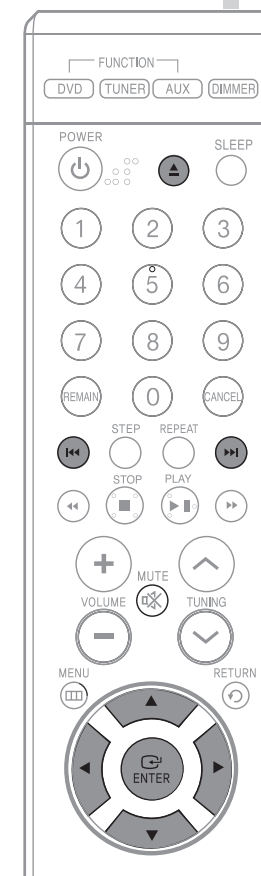 FUNCTION
DVD TUNER AUX DIMMER
POWER
SLEEP
1 2 3
4 5 6
7 8 9
REMAIN 0 CANCEL
STEP REPEAT
STOP PLAY
MUTE
VOLUME TUNING
MENU RETURN
ENTER